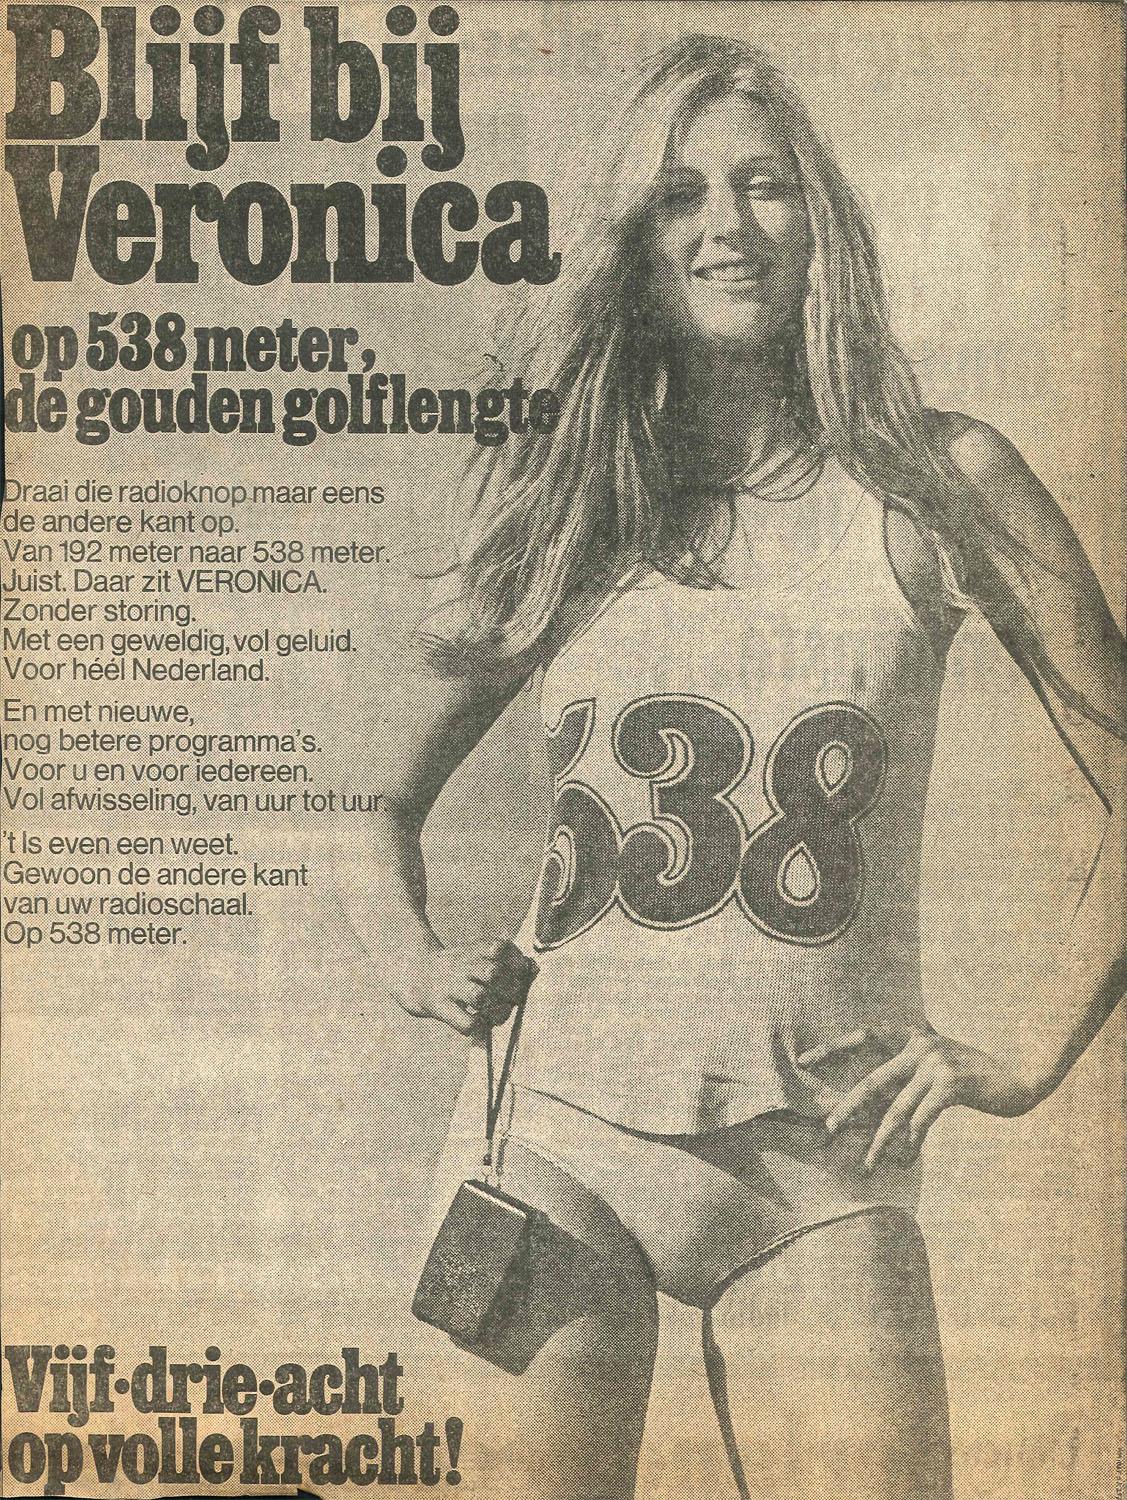 Blijf bij
Veronica
op 538 meter,
de gouden golflengte
Draai die radioknop maar eens
de andere kant op.
Van 192 meter naar 538 meter.
Juist. Daar zit VERONICA.
Zonder storing.
Met een geweldig, vol geluid.
Voor héél Nederland.
En met nieuwe,
nog betere programma's.
Voor u en voor iedereen.
Vol afwisseling, van uur tot uur.
't Is even een weet.
Gewoon de andere kant
van uw radioschaal.
Op 538 meter.
538
Vijf•drie•acht
op volle kracht!